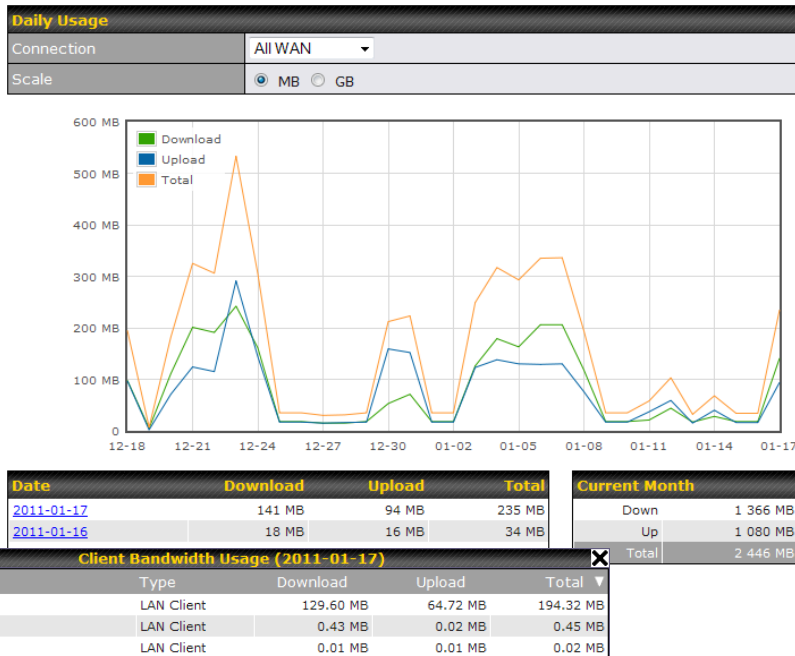 Daily Usage
Connection All WAN
Scale MB GB
600 MB
500 MB
400 MB
300 MB
200 MB
100 MB
0
Download
Upload
Total
12-18 12-21 12-24 12-27 12-30 01-02 01-05 01-08 01-11 01-14 01-17
Date Download Upload Total
2011-01-17 141 MB 94 MB 235 MB
2011-01-16 18 MB 16 MB 34 MB
Current Month
Down 1 366 MB
Up 1 080 MB
Total 2 446 MB
Client Bandwidth Usage (2011-01-17)
Type Download Upload Total ▼
LAN Client 129.60 MB 64.72 MB 194.32 MB
LAN Client 0.43 MB 0.02 MB 0.45 MB
LAN Client 0.01 MB 0.01 MB 0.02 MB